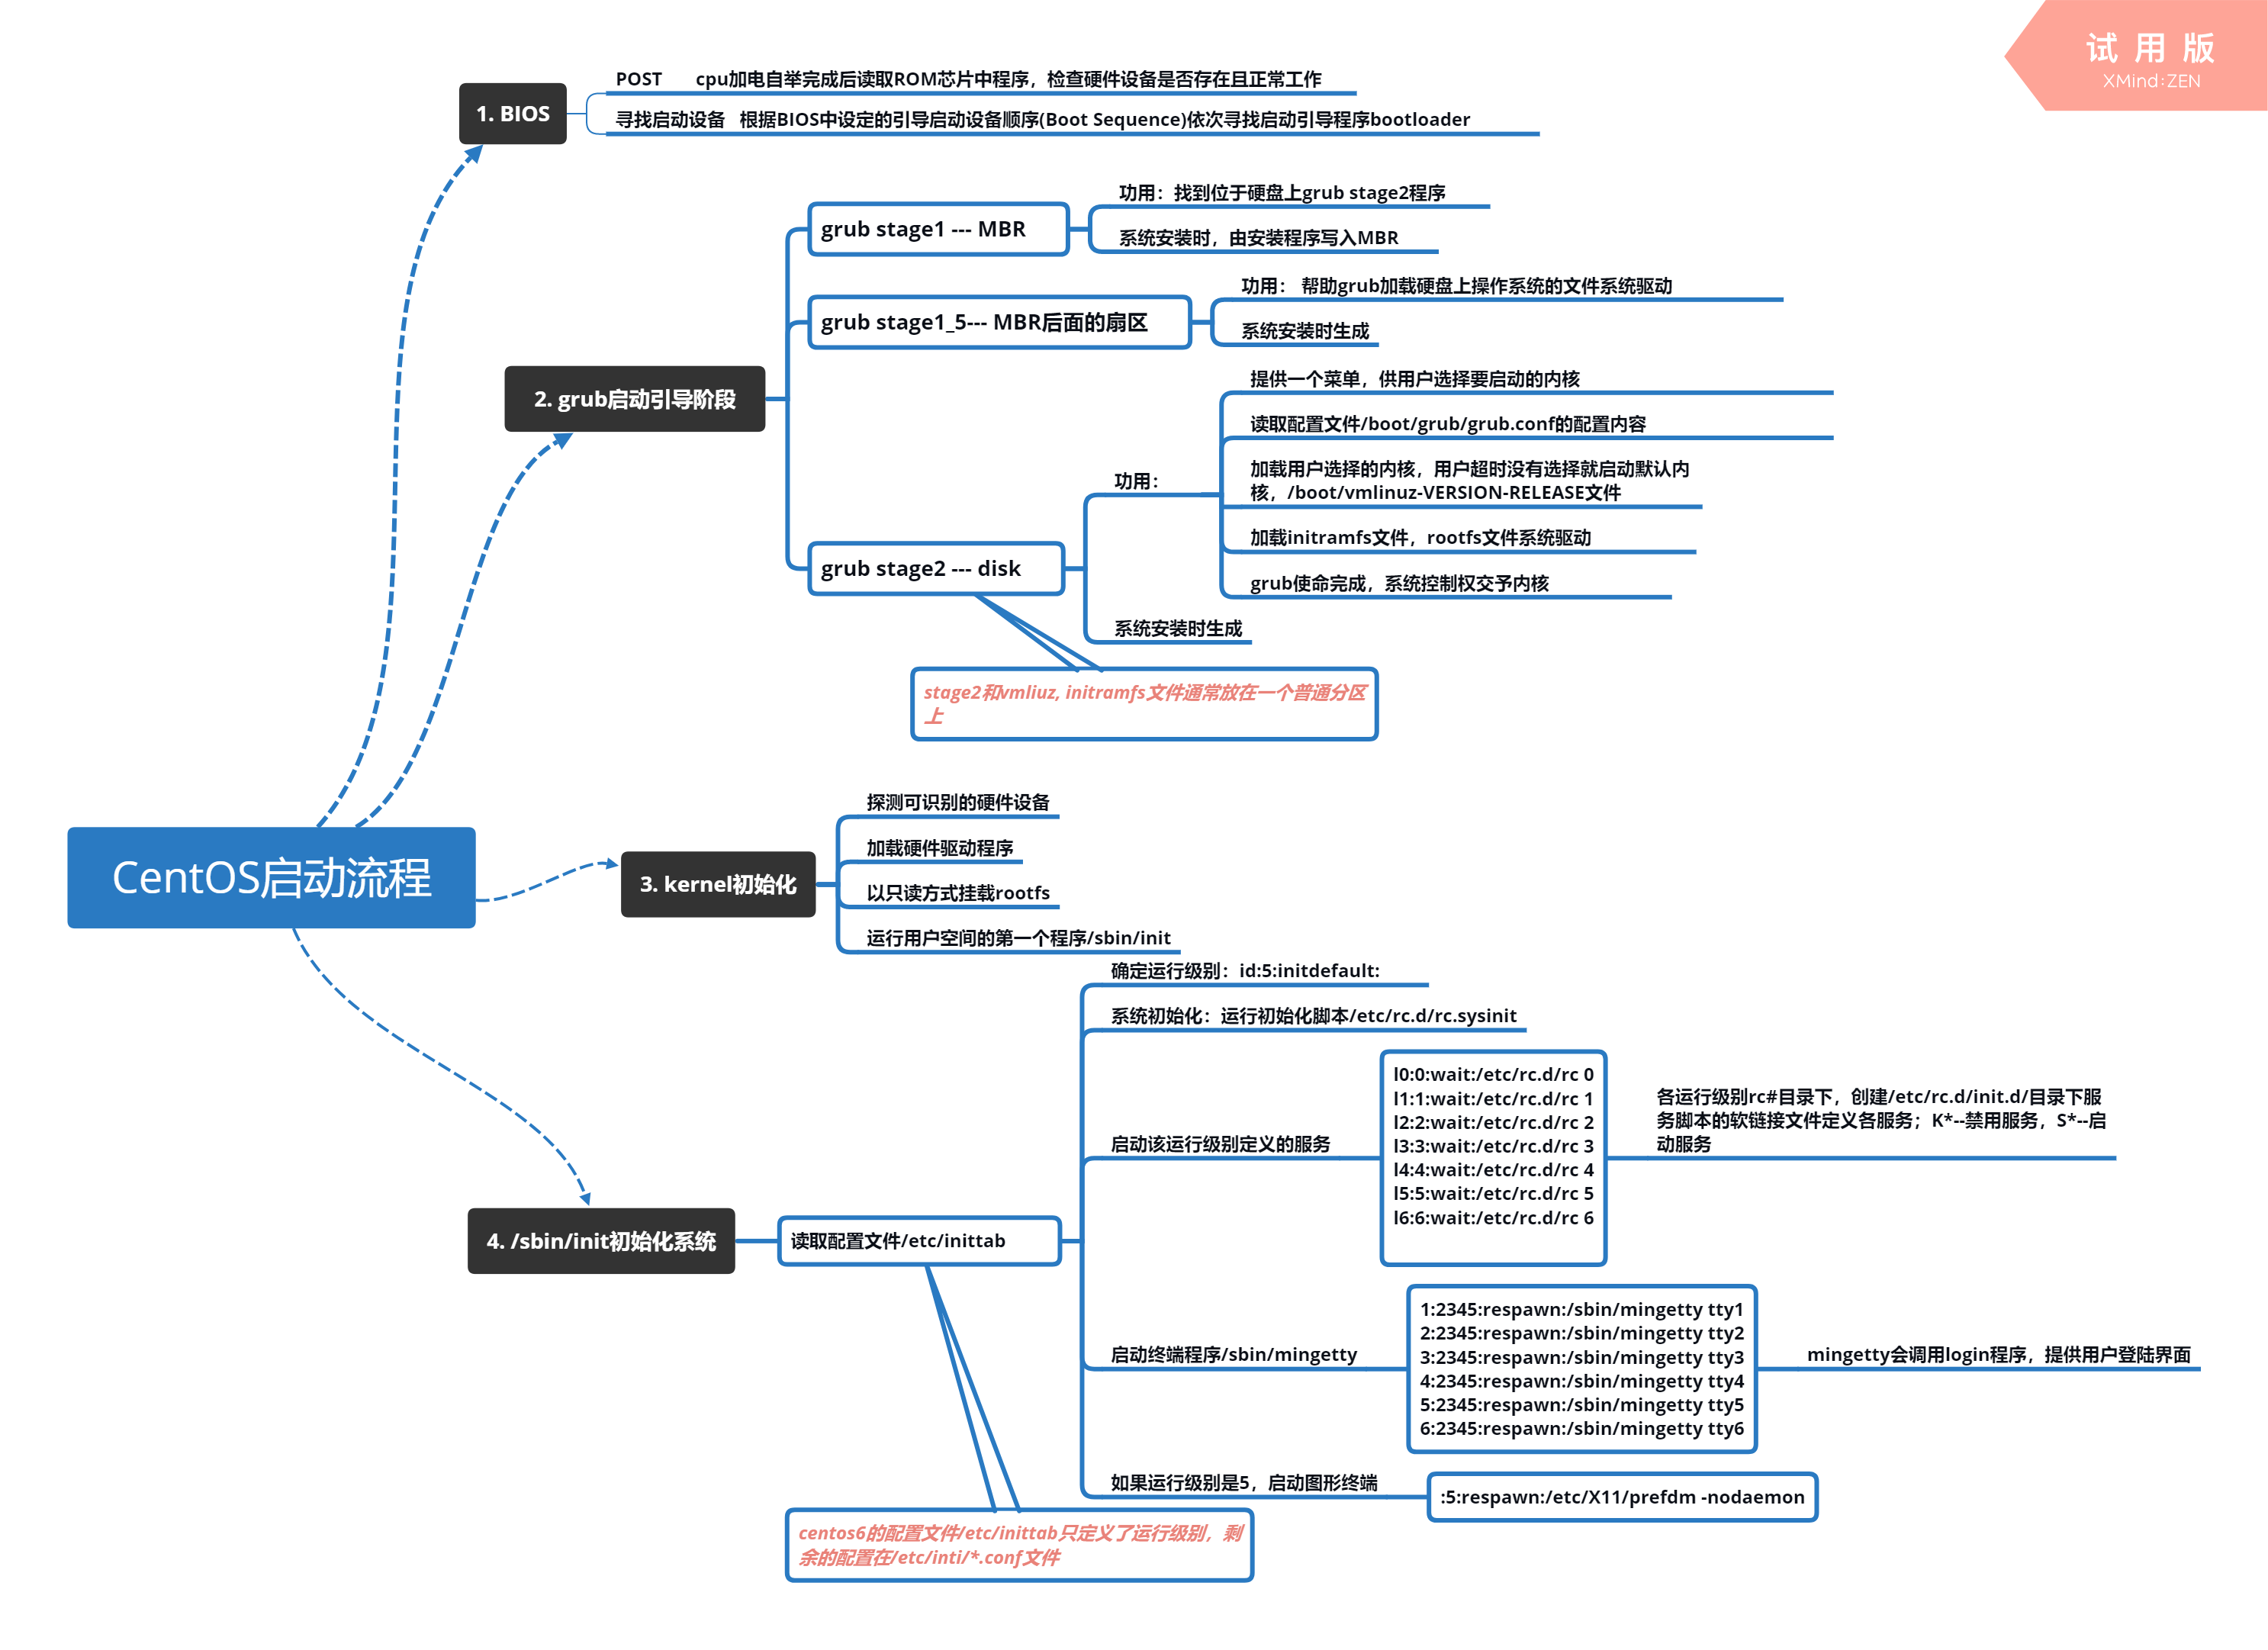 试用版
XMind:ZEN
1. BIOS
POST cpu加电自举完成后读取ROM芯片中程序，检查硬件设备是否存在且正常工作
寻找启动设备 根据BIOS中设定的引导启动设备顺序(Boot Sequence)依次寻找启动引导程序bootloader
2. grub启动引导阶段
grub stage1 --- MBR
功用：找到位于硬盘上grub stage2程序
系统安装时，由安装程序写入MBR
grub stage1_5--- MBR后面的扇区
功用： 帮助grub加载硬盘上操作系统的文件系统驱动
系统安装时生成
grub stage2 --- disk
功用：
提供一个菜单，供用户选择要启动的内核
读取配置文件/boot/grub/grub.conf的配置内容
加载用户选择的内核，用户超时没有选择就启动默认内
核，/boot/vmlinuz-VERSION-RELEASE文件
加载initramfs文件，rootfs文件系统驱动
grub使命完成，系统控制权交予内核
系统安装时生成
stage2和vmliuz, initramfs文件通常放在一个普通分区
上
CentOS启动流程
3. kernel初始化
探测可识别的硬件设备
加载硬件驱动程序
以只读方式挂载rootfs
运行用户空间的第一个程序/sbin/init
4. /sbin/init初始化系统
读取配置文件/etc/inittab
确定运行级别：id:5:initdefault:
系统初始化：运行初始化脚本/etc/rc.d/rc.sysinit
启动该运行级别定义的服务
l0:0:wait:/etc/rc.d/rc 0
l1:1:wait:/etc/rc.d/rc 1
l2:2:wait:/etc/rc.d/rc 2
l3:3:wait:/etc/rc.d/rc 3
l4:4:wait:/etc/rc.d/rc 4
l5:5:wait:/etc/rc.d/rc 5
l6:6:wait:/etc/rc.d/rc 6
各运行级别rc#目录下，创建/etc/rc.d/init.d/目录下服
务脚本的软链接文件定义各服务；K*--禁用服务，S*--启
动服务
启动终端程序/sbin/mingetty
1:2345:respawn:/sbin/mingetty tty1
2:2345:respawn:/sbin/mingetty tty2
3:2345:respawn:/sbin/mingetty tty3
4:2345:respawn:/sbin/mingetty tty4
5:2345:respawn:/sbin/mingetty tty5
6:2345:respawn:/sbin/mingetty tty6
mingetty会调用login程序，提供用户登陆界面
如果运行级别是5，启动图形终端
:5:respawn:/etc/X11/prefdm -nodaemon
centos6的配置文件/etc/inittab只定义了运行级别，剩
余的配置在/etc/inti/*.conf文件